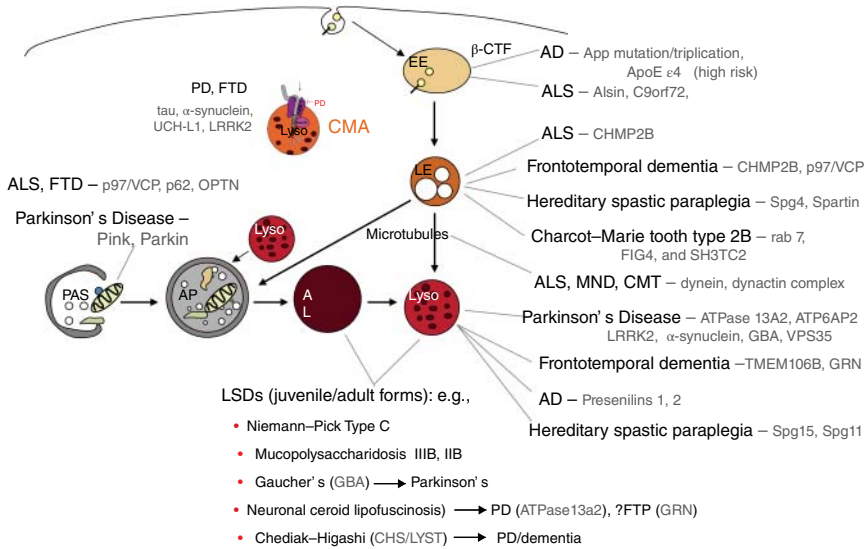 β-CTF
EE
AD – App mutation/triplication,
ApoE ε4 (high risk)
ALS – Alsin, C9orf72,
PD, FTD
tau, α-synuclein,
UCH-L1, LRRK2
PD
Lyso
CMA
ALS – CHMP2B
LE
Frontotemporal dementia – CHMP2B, p97/VCP
ALS, FTD – p97/VCP, p62, OPTN
Hereditary spastic paraplegia – Spg4, Spartin
Parkinson's Disease –
Pink, Parkin
Lyso
Microtubules
Charcot–Marie tooth type 2B – rab 7,
FIG4, and SH3TC2
ALS, MND, CMT – dynein, dynactin complex
PAS
AP
A
L
Lyso
Parkinson's Disease – ATPase 13A2, ATP6AP2
LRRK2, α-synuclein, GBA, VPS35
Frontotemporal dementia –TMEM106B, GRN
AD – Presenilins 1, 2
Hereditary spastic paraplegia – Spg15, Spg11
LSDs (juvenile/adult forms): e.g.,
• Niemann–Pick Type C
• Mucopolysaccharidosis IIIB, IIB
• Gaucher's (GBA) → Parkinson's
• Neuronal ceroid lipofuscinosis) → PD (ATPase13a2), ?FTP (GRN)
• Chediak–Higashi (CHS/LYST) → PD/dementia